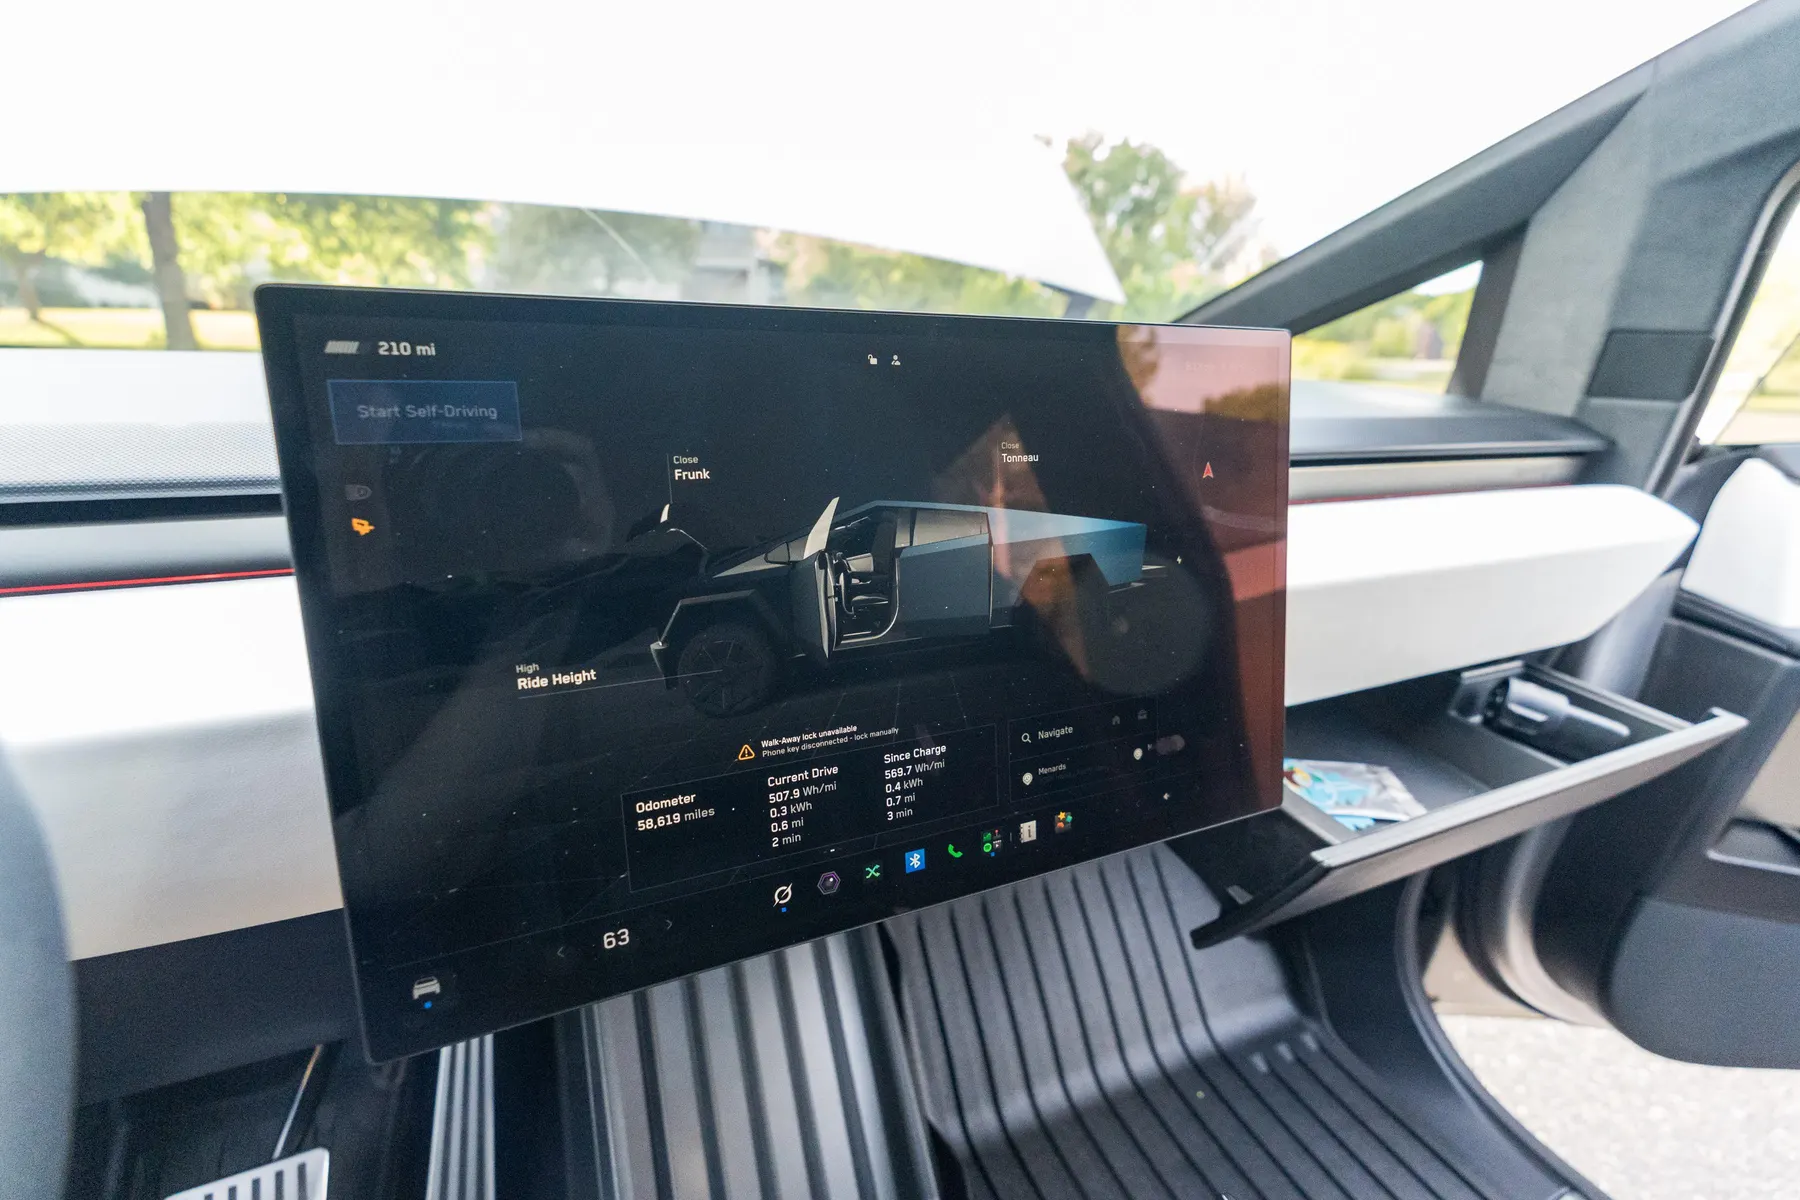 210 mi
Start Self-Driving
Close
Frunk
Close
Tonneau
High
Ride Height
Walk-Away lock unavailable
Phone key disconnected - lock manually
Odometer
58,619 miles
Current Drive
507.9 Wh/mi
0.3 kWh
0.6 mi
2 min
Since Charge
569.7 Wh/mi
0.4 kWh
0.7 mi
3 min
Navigate
Menards
63